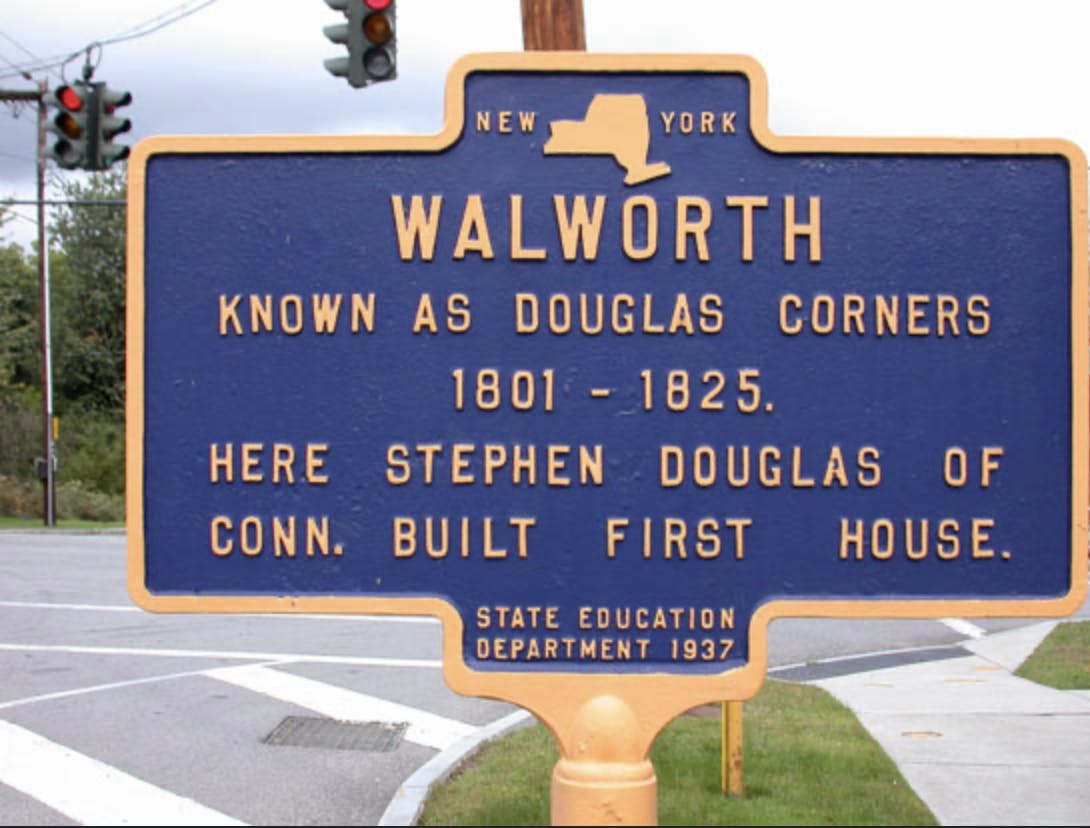 NEW YORK
WALWORTH
KNOWN AS DOUGLAS CORNERS
1801 - 1825.
HERE STEPHEN DOUGLAS OF
CONN. BUILT FIRST HOUSE.
STATE EDUCATION
DEPARTMENT 1937